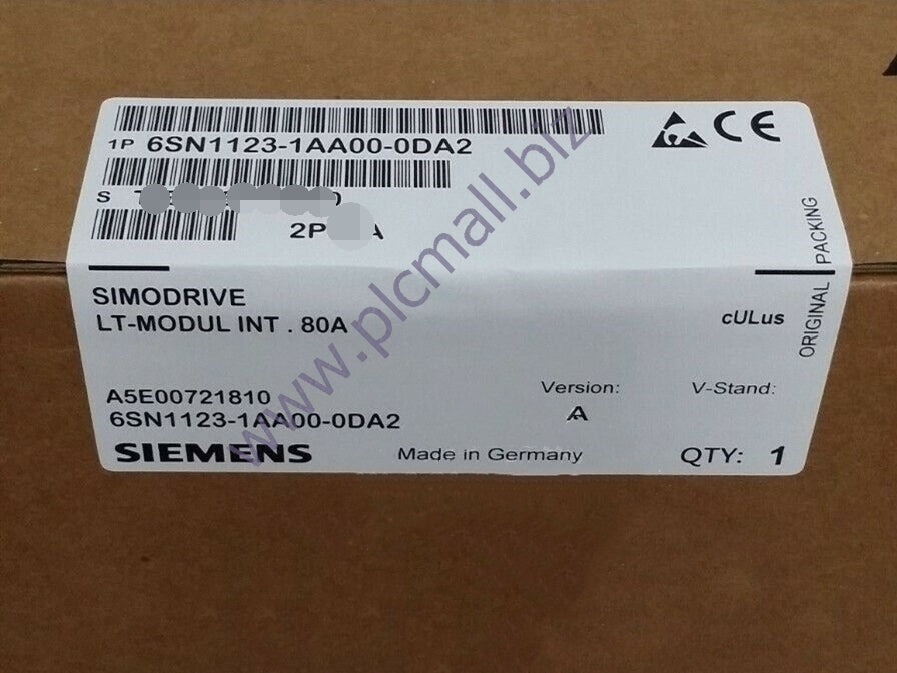 1P 6SN1123-1AA00-0DA2
CE
S
2P
SIMODRIVE
LT-MODUL INT . 80A
cULus
ORIGINAL PACKING
A5E00721810
6SN1123-1AA00-0DA2
Version:
V-Stand:
A
SIEMENS
Made in Germany
QTY: 1
www.plcmall.biz